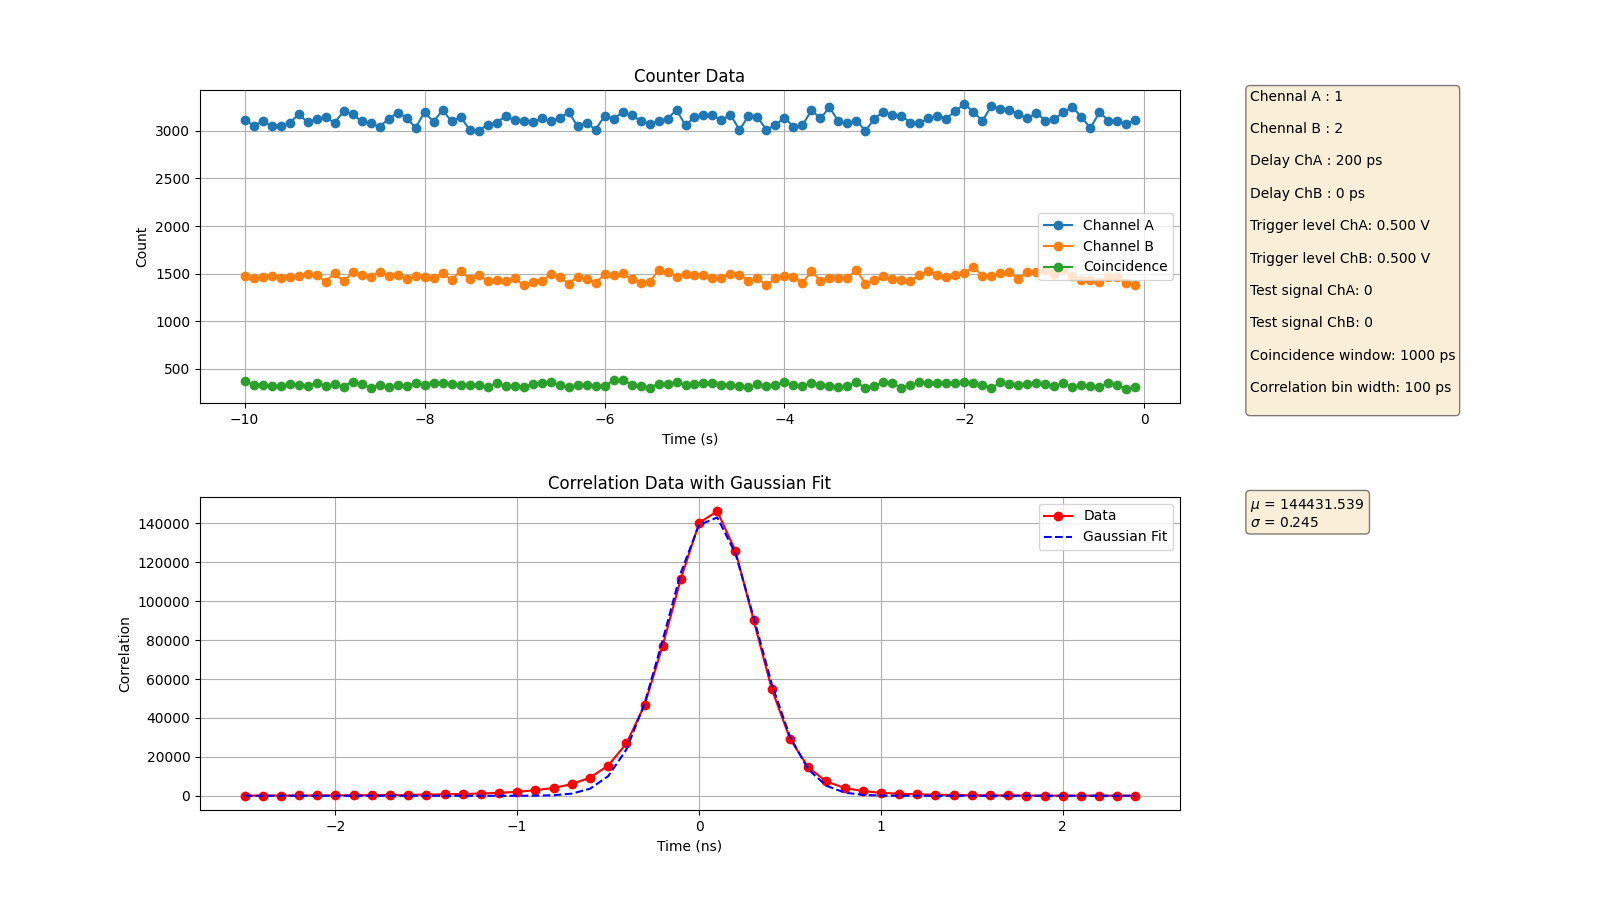 Counter Data
Count
3000
2500
2000
1500
1000
500
−10
−8
−6
−4
−2
0
Time (s)
Channel A
Channel B
Coincidence
Chennal A : 1
Chennal B : 2
Delay ChA : 200 ps
Delay ChB : 0 ps
Trigger level ChA: 0.500 V
Trigger level ChB: 0.500 V
Test signal ChA: 0
Test signal ChB: 0
Coincidence window: 1000 ps
Correlation bin width: 100 ps
Correlation Data with Gaussian Fit
Correlation
140000
120000
100000
80000
60000
40000
20000
0
−2
−1
0
1
2
Time (ns)
Data
Gaussian Fit
μ = 144431.539
σ = 0.245